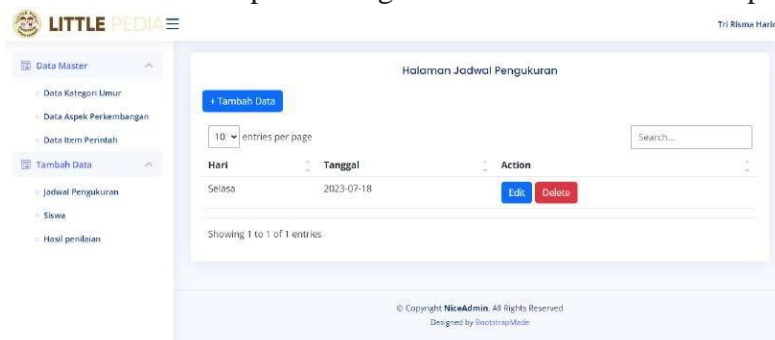 LITTLE PEDIA
Tri Risma Harin
Data Master
Data Kategori Umur
Data Aspek Perkembangan
Data Item Perintah
Tambah Data
Jadwal Pengukuran
Siswa
Hasil penilaian
Halaman Jadwal Pengukuran
+ Tambah Data
10 entries per page
Search...
Hari Tanggal Action
Selasa 2023-07-18 Edit Delete
Showing 1 to 1 of 1 entries
© Copyright NiceAdmin. All Rights Reserved
Designed by BootstrapMade